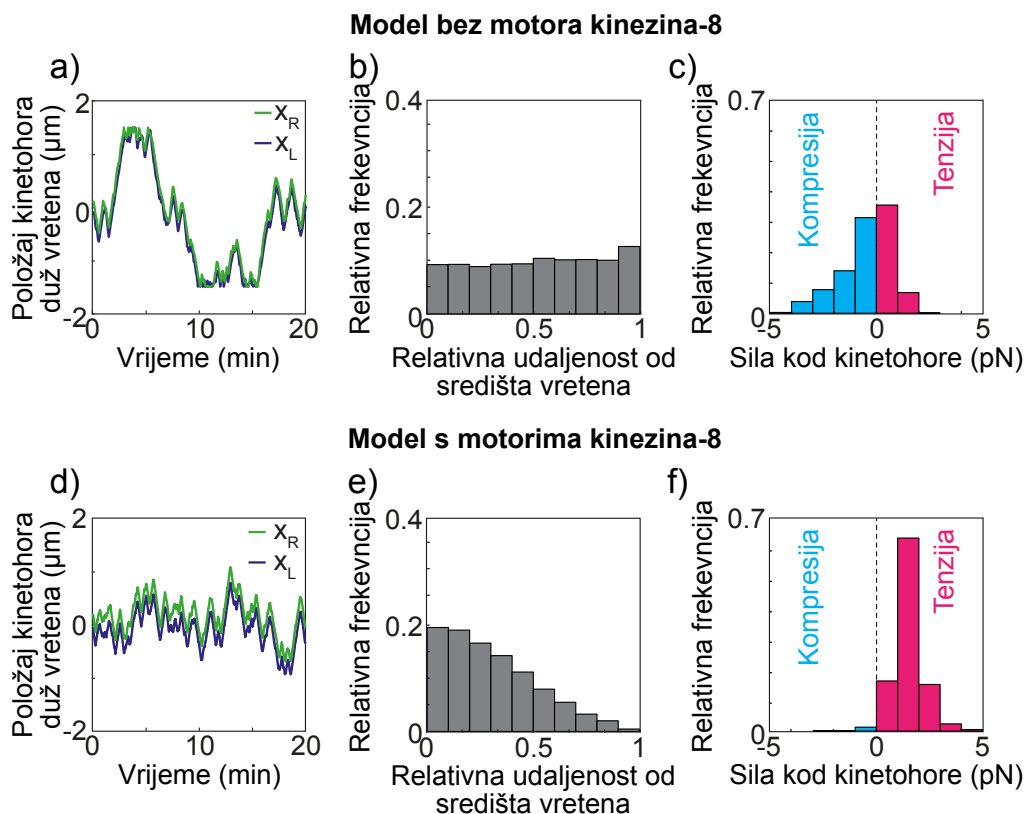 Model bez motora kinezina-8
a)
b)
c)
Položaj kinetohora
duž vretena (µm)
2
0
-2
x_R
x_L
0
10
20
Vrijeme (min)
Relativna frekevncija
0.4
0.2
0
0
0.5
1
Relativna udaljenost od
središta vretena
Relativna frekevncija
0.7
0
Kompresija
Tenzija
-5
0
5
Sila kod kinetohore (pN)
Model s motorima kinezina-8
d)
e)
f)
Položaj kinetohora
duž vretena (µm)
2
0
-2
x_R
x_L
0
10
20
Vrijeme (min)
Relativna frekevncija
0.4
0.2
0
0
0.5
1
Relativna udaljenost od
središta vretena
Relativna frekevncija
0.7
0
Kompresija
Tenzija
-5
0
5
Sila kod kinetohore (pN)